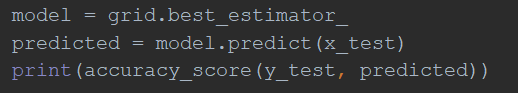 model = grid.best_estimator_
predicted = model.predict(x_test)
print(accuracy_score(y_test, predicted))